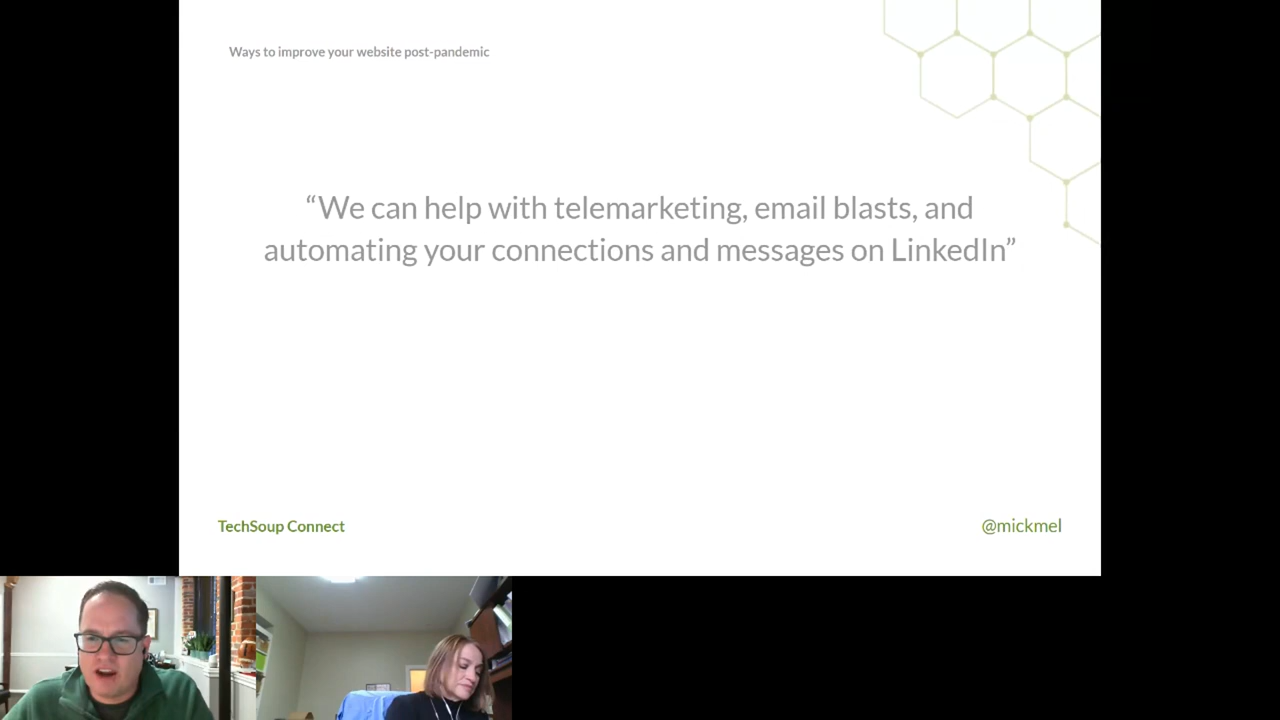 Ways to improve your website post-pandemic
“We can help with telemarketing, email blasts, and
automating your connections and messages on LinkedIn”
TechSoup Connect
@mickmel